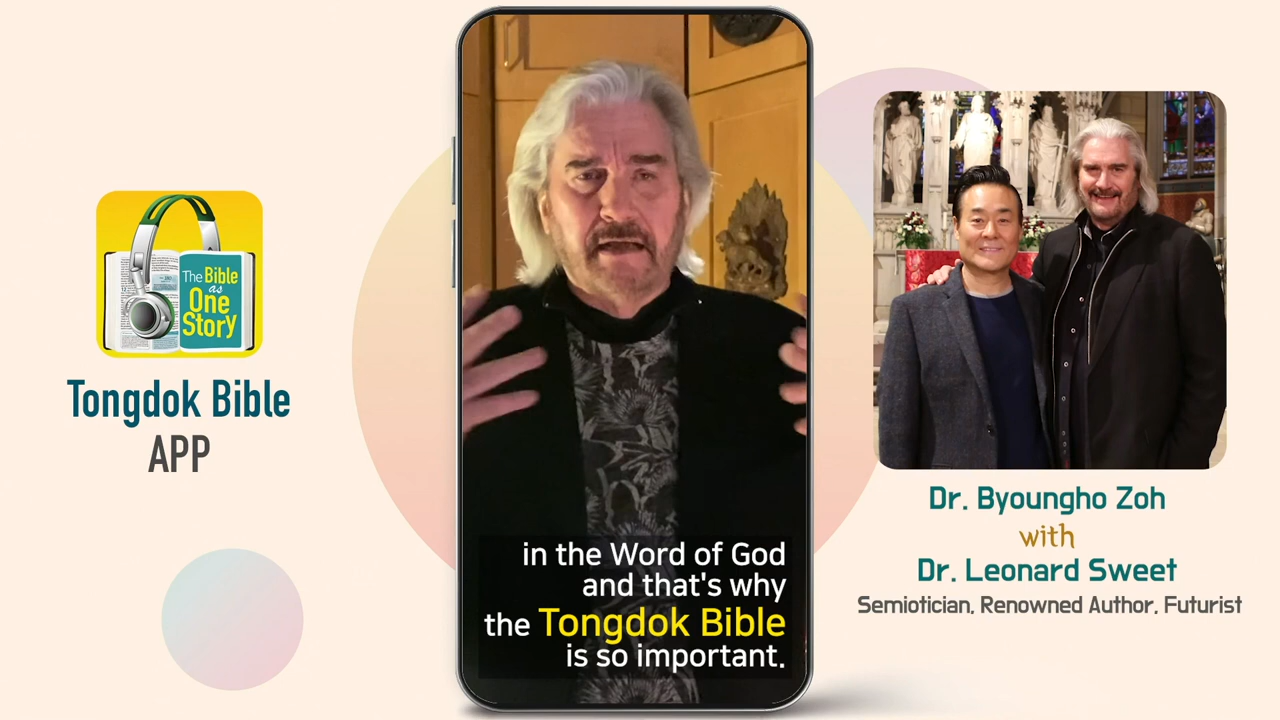 The Bible
as
One
Story
Tongdok Bible
APP
in the Word of God
and that's why
the Tongdok Bible
is so important.
Dr. Byoungho Zoh
with
Dr. Leonard Sweet
Semiotician, Renowned Author, Futurist